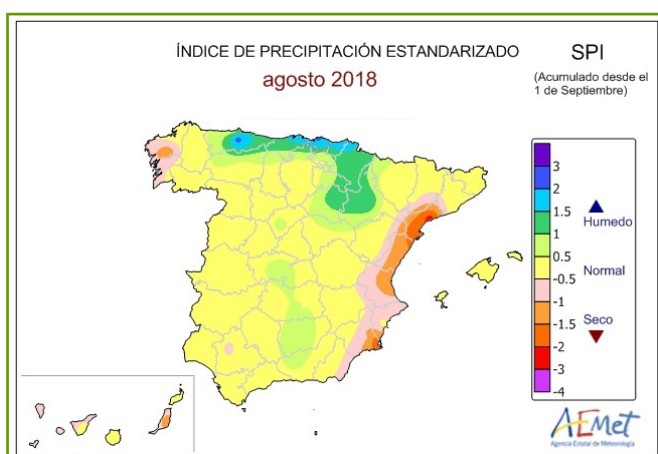 ÍNDICE DE PRECIPITACIÓN ESTANDARIZADO
agosto 2018
SPI
(Acumulado desde el
1 de Septiembre)
3
2
1.5
1
0.5
-0.5
-1
-1.5
-2
-3
-4
Humedo
Normal
Seco
AEMet
Agencia Estatal de Meteorología